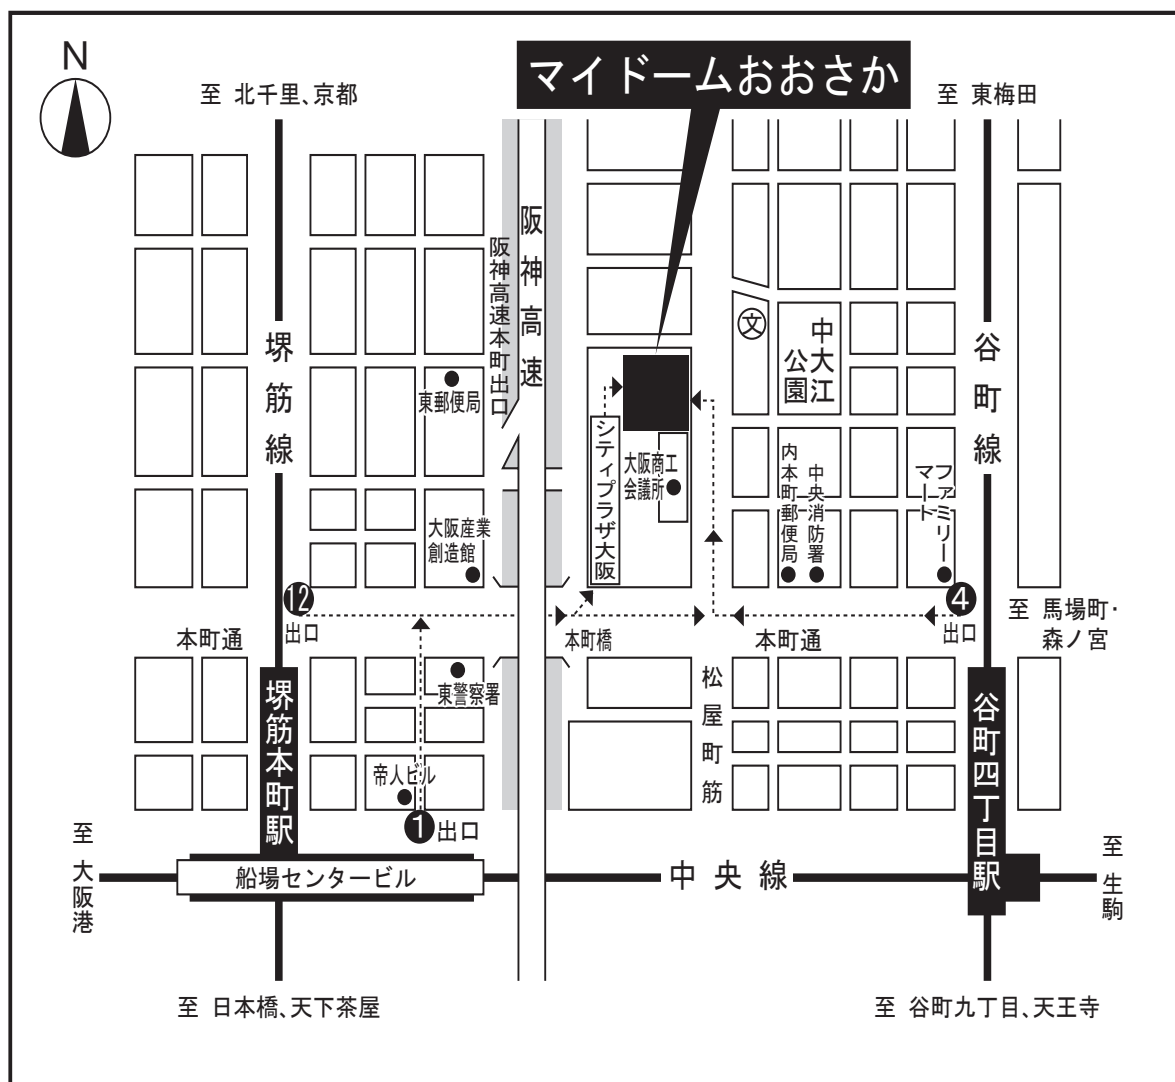 N
マイドームおおさか
至 北千里、京都
至 東梅田
阪神高速
阪神高速本町出口
堺筋線
谷町線
文
中大江
公園
東郵便局
シティプラザ大阪
大阪商工
会議所
内本町郵便局
中央消防署
ファミリー
マート
大阪産業
創造館
12
出口
4
出口
至 馬場町・
森ノ宮
本町通
本町橋
本町通
東警察署
松屋町筋
堺筋本町駅
谷町四丁目駅
帝人ビル
1 出口
至 大阪港
船場センタービル
中央線
至 生駒
至 日本橋、天下茶屋
至 谷町九丁目、天王寺